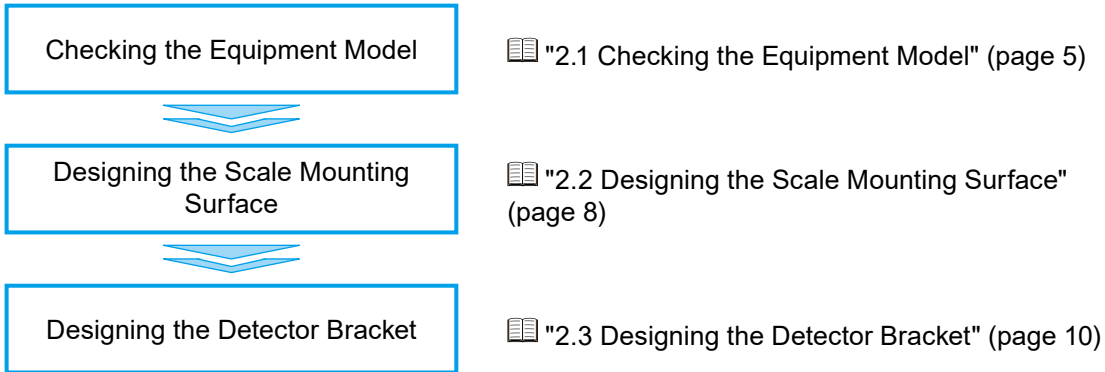 Checking the Equipment Model
"2.1 Checking the Equipment Model" (page 5)
Designing the Scale Mounting
Surface
"2.2 Designing the Scale Mounting Surface"
(page 8)
Designing the Detector Bracket
"2.3 Designing the Detector Bracket" (page 10)